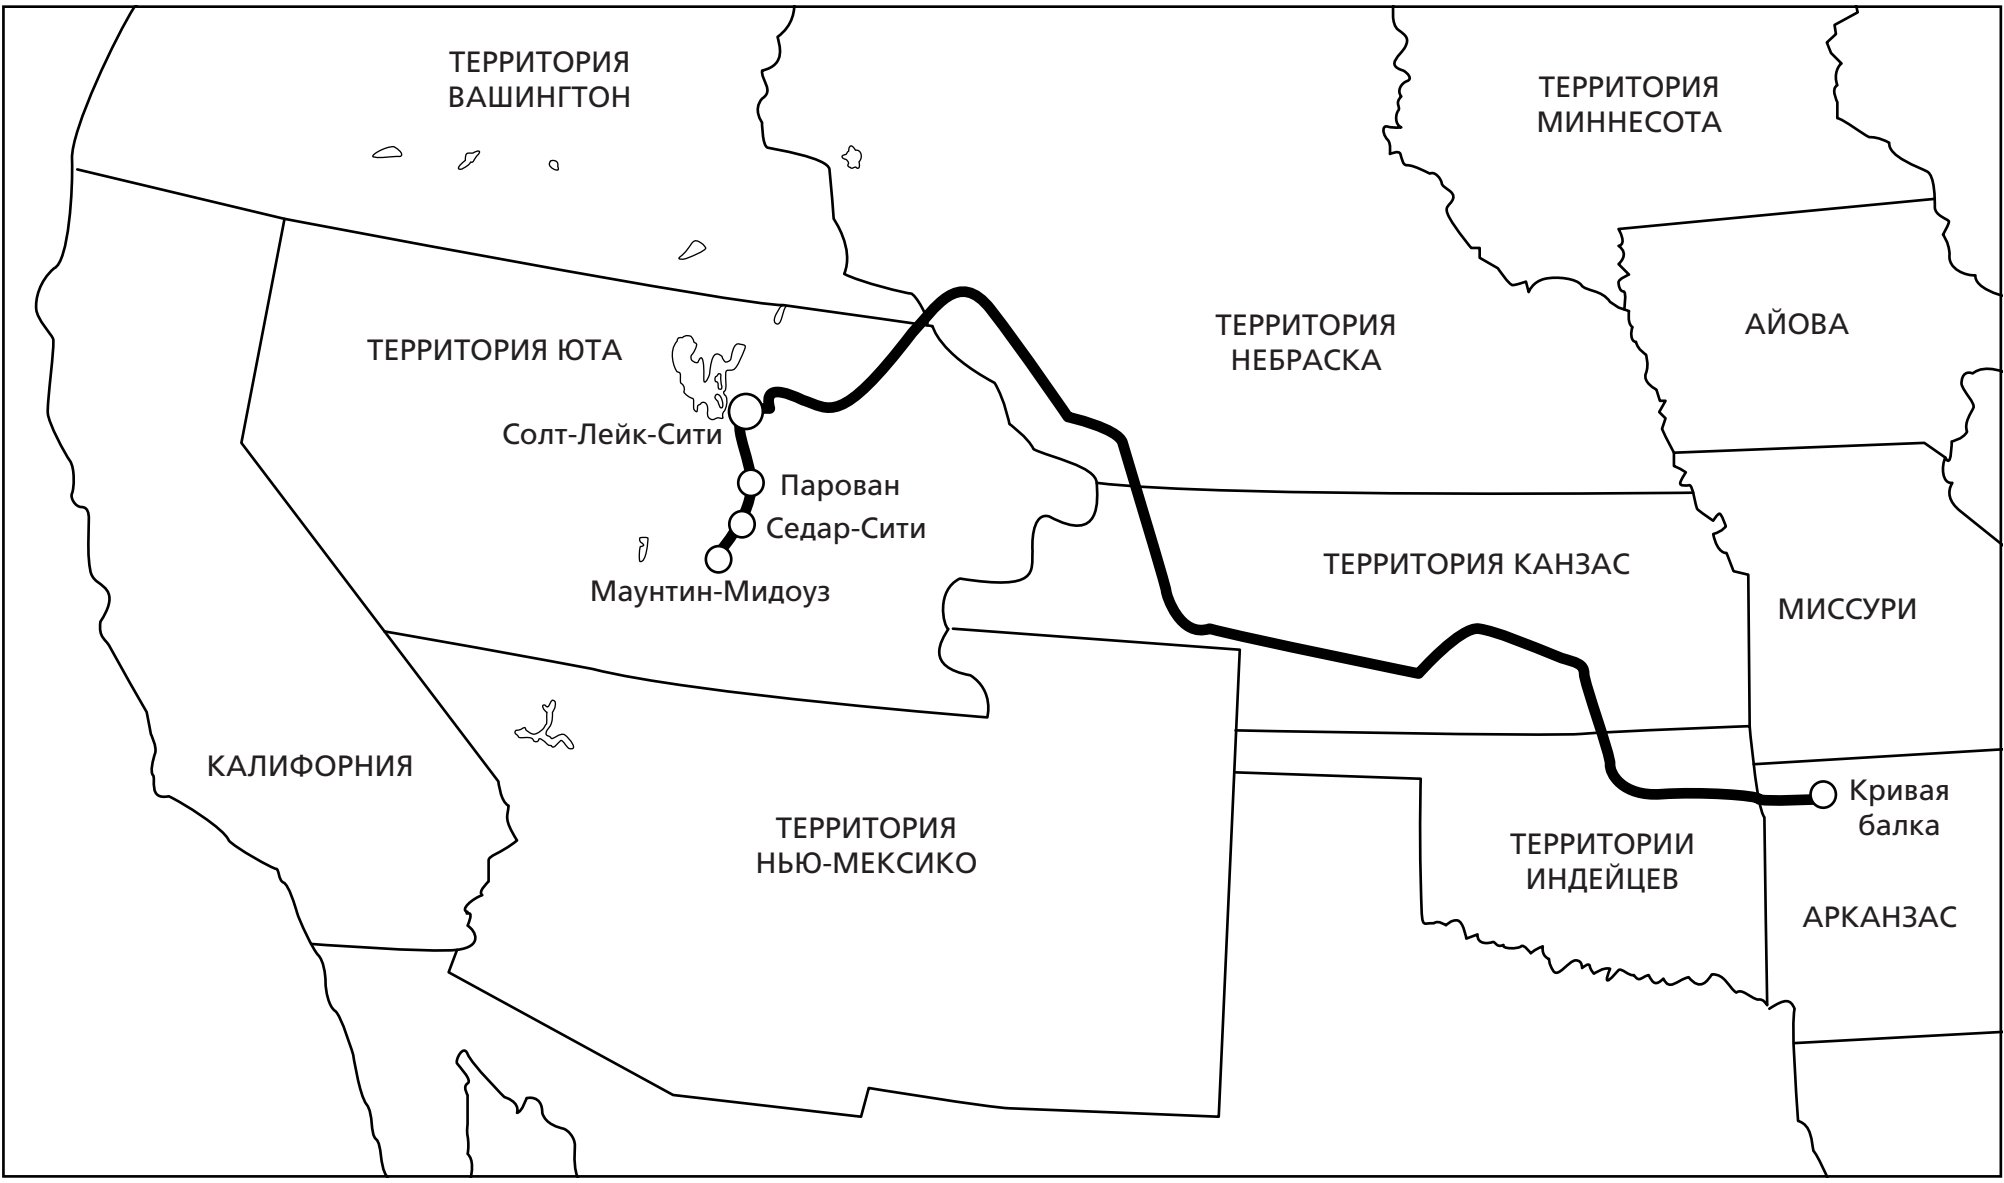 ТЕРРИТОРИЯ
ВАШИНГТОН
ТЕРРИТОРИЯ
МИННЕСОТА
ТЕРРИТОРИЯ ЮТА
ТЕРРИТОРИЯ
НЕБРАСКА
АЙОВА
Солт-Лейк-Сити
Парован
Седар-Сити
Маунтин-Мидоуз
ТЕРРИТОРИЯ КАНЗАС
МИССУРИ
КАЛИФОРНИЯ
ТЕРРИТОРИЯ
НЬЮ-МЕКСИКО
Кривая
балка
ТЕРРИТОРИИ
ИНДЕЙЦЕВ
АРКАНЗАС